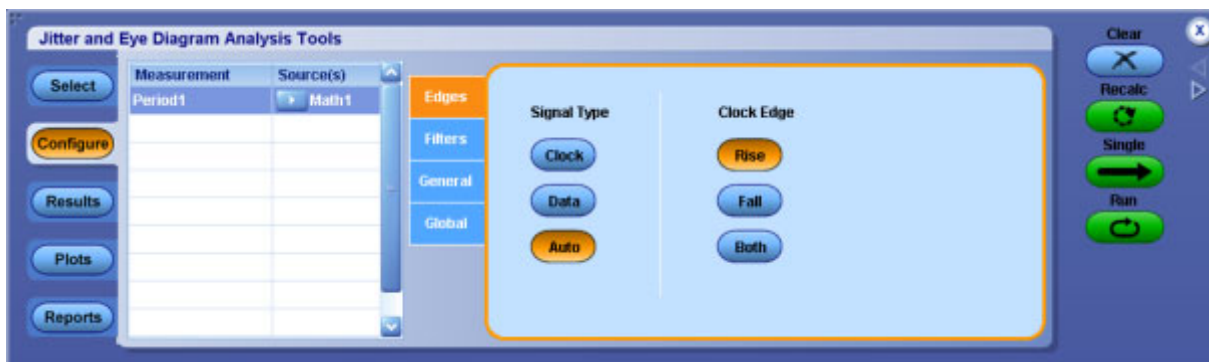 Jitter and Eye Diagram Analysis Tools
Select
Configure
Results
Plots
Reports
Measurement Source(s)
Period1 Math1
Edges
Filters
General
Global
Signal Type
Clock
Data
Auto
Clock Edge
Rise
Fall
Both
Clear
X
Recalc
Single
Run